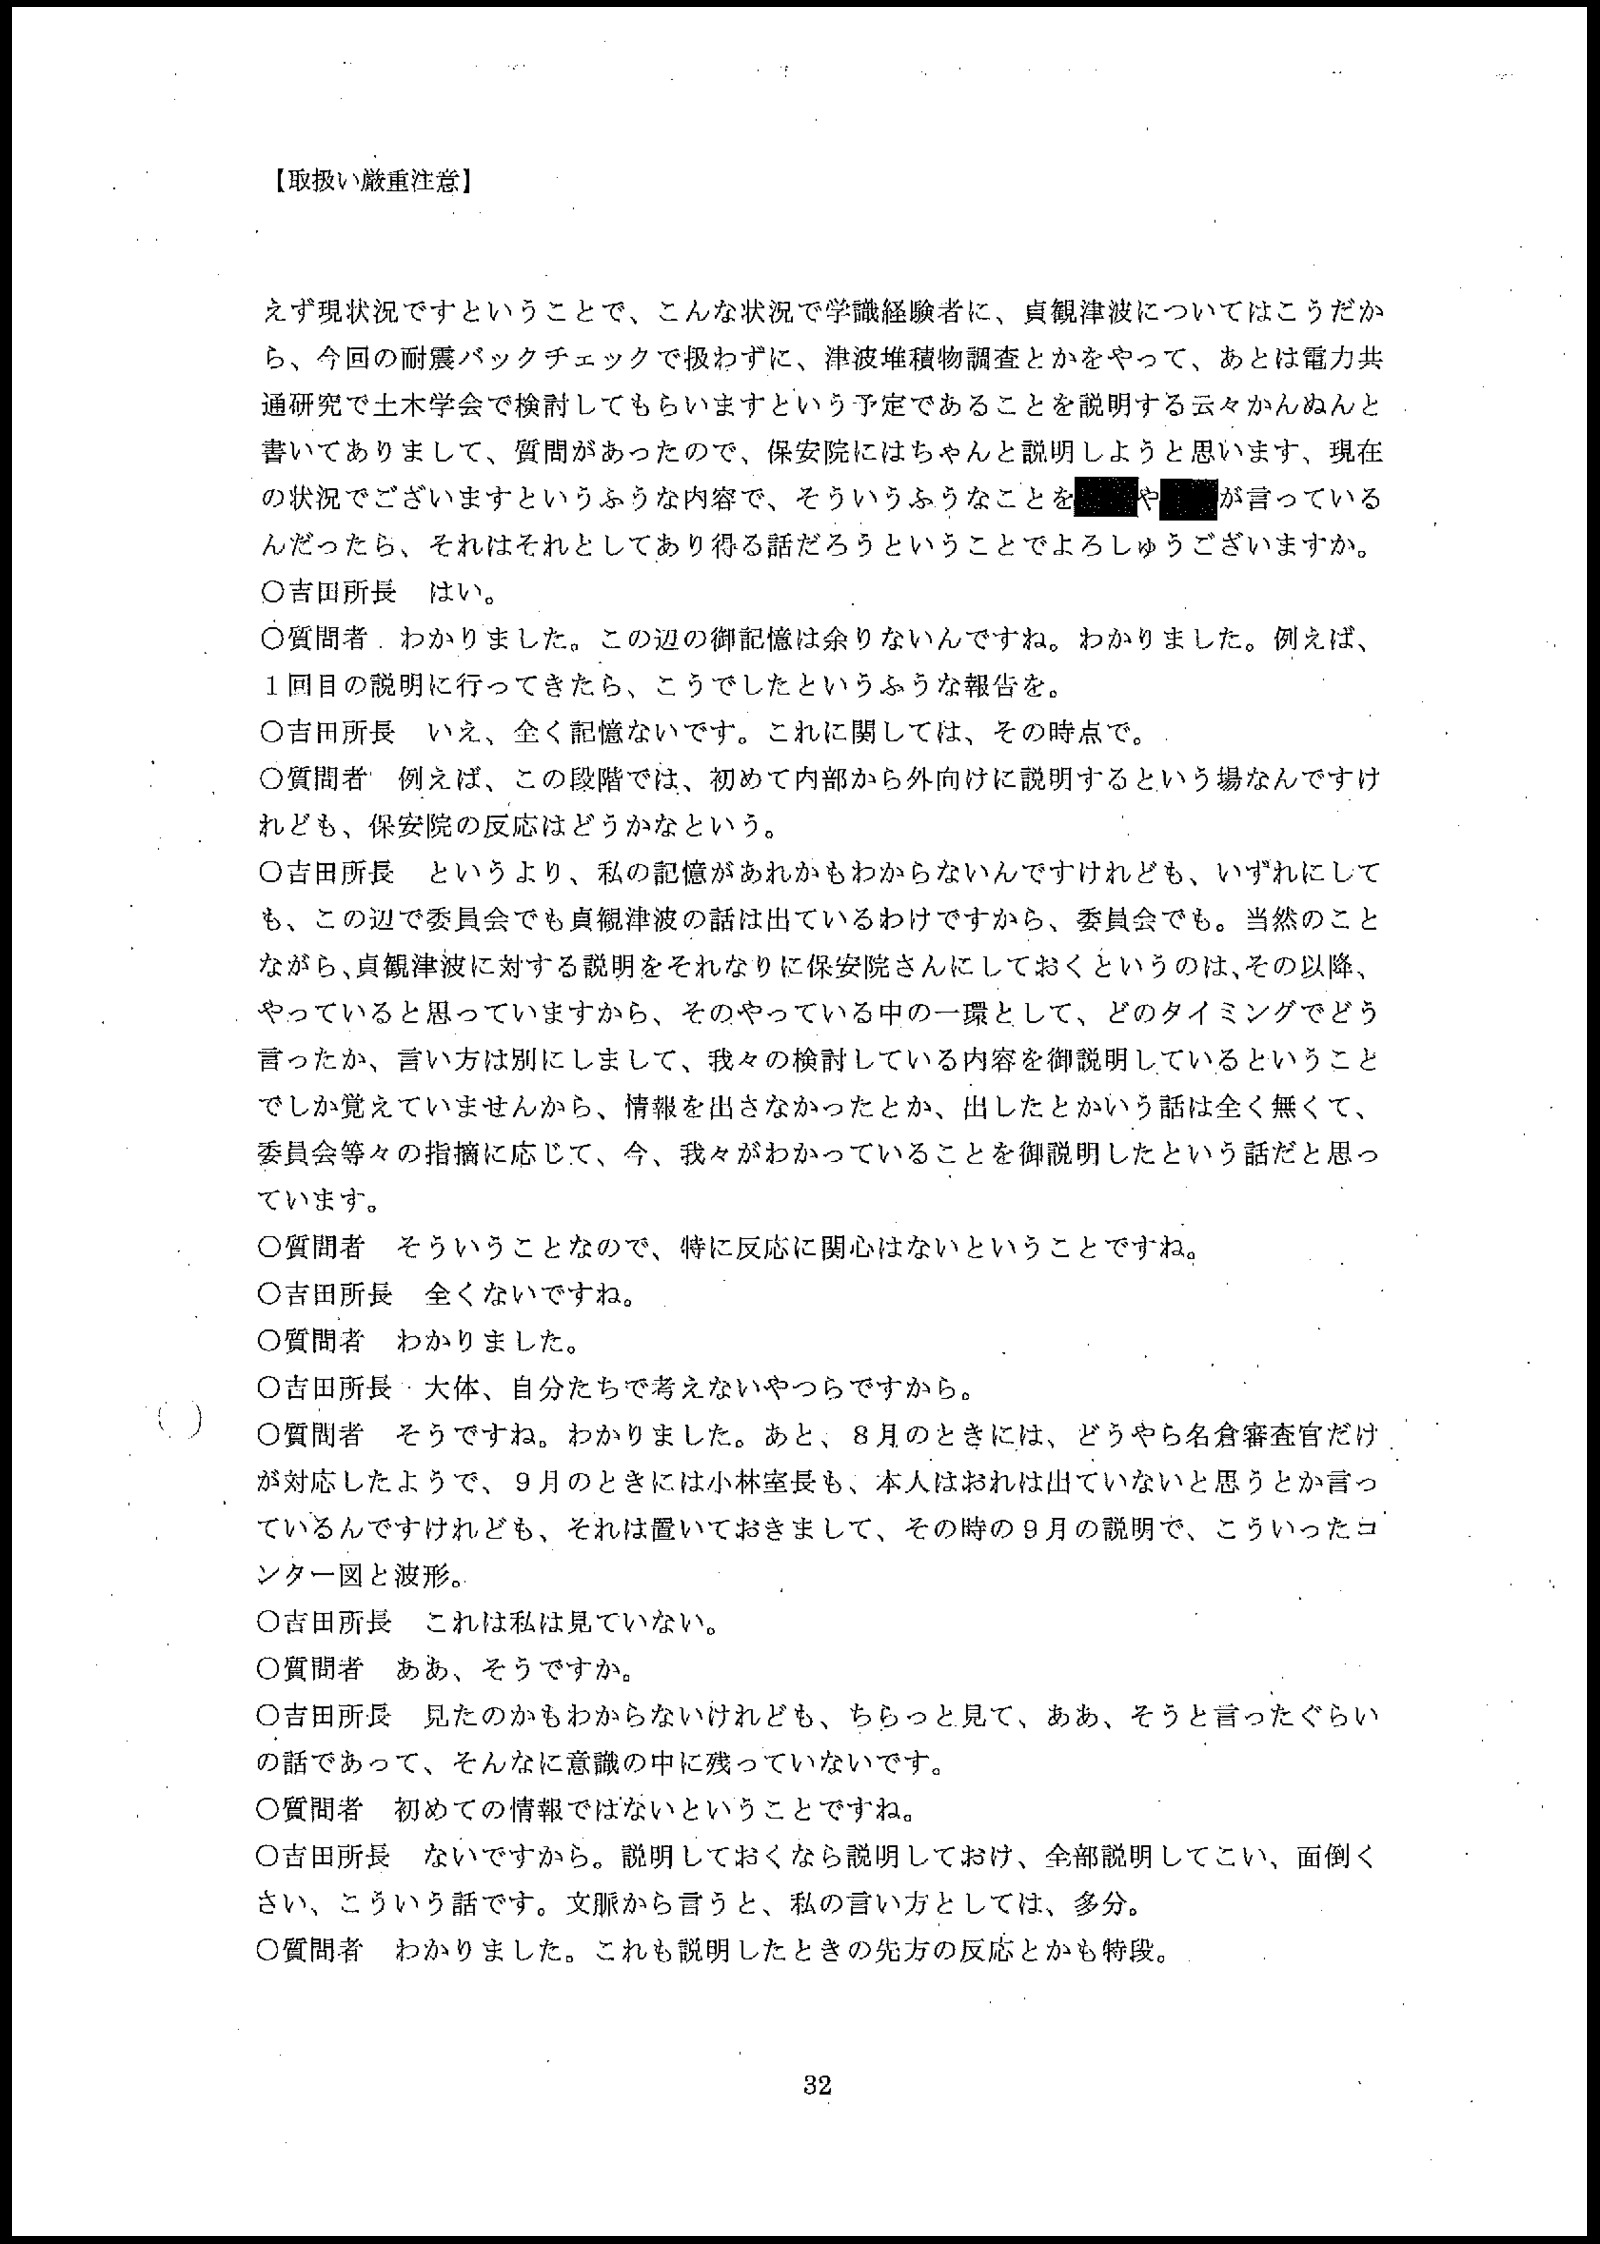 【取扱い厳重注意】
えず現状況ですということで、こんな状況で学識経験者に、貞観津波についてはこうだか
ら、今回の耐震バックチェックで扱わずに、津波堆積物調査とかをやって、あとは電力共
通研究で土木学会で検討してもらいますという予定であることを説明する云々かんぬんと
書いてありまして、質問があったので、保安院にはちゃんと説明しようと思います、現在
の状況でございますというふうな内容で、そういうふうなことをやが言っている
んだったら、それはそれとしてあり得る話だろうということでよろしゅうございますか。
○吉田所長　はい。
○質問者　わかりました。この辺の御記憶は余りないんですね。わかりました。例えば、
１回目の説明に行ってきたら、こうでしたというふうな報告を。
○吉田所長　いえ、全く記憶ないです。これに関しては、その時点で。
○質問者　例えば、この段階では、初めて内部から外向けに説明するという場なんですけ
れども、保安院の反応はどうかなという。
○吉田所長　というより、私の記憶があれかもわからないんですけれども、いずれにして
も、この辺で委員会でも貞観津波の話は出ているわけですから、委員会でも。当然のこと
ながら、貞観津波に対する説明をそれなりに保安院さんにしておくというのは、その以降、
やっていると思っていますから、そのやっている中の一環として、どのタイミングでどう
言ったか、言い方は別にしまして、我々の検討している内容を御説明しているということ
でしか覚えていませんから、情報を出さなかったとか、出したとかいう話は全く無くて、
委員会等々の指摘に応じて、今、我々がわかっていることを御説明したという話だと思っ
ています。
○質問者　そういうことなので、特に反応に関心はないということですね。
○吉田所長　全くないですね。
○質問者　わかりました。
○吉田所長　大体、自分たちで考えないやつらですから。
○質問者　そうですね。わかりました。あと、８月のときには、どうやら名倉審査官だけ
が対応したようで、９月のときには小林室長も、本人はおれは出ていないと思うとか言っ
ているんですけれども、それは置いておきまして、その時の９月の説明で、こういったコ
ンター図と波形。
○吉田所長　これは私は見ていない。
○質問者　ああ、そうですか。
○吉田所長　見たのかもわからないけれども、ちらっと見て、ああ、そうと言ったぐらい
の話であって、そんなに意識の中に残っていないです。
○質問者　初めての情報ではないということですね。
○吉田所長　ないですから。説明しておくなら説明しておけ、全部説明してこい、面倒く
さい、こういう話です。文脈から言うと、私の言い方としては、多分。
○質問者　わかりました。これも説明したときの先方の反応とかも特段。
32